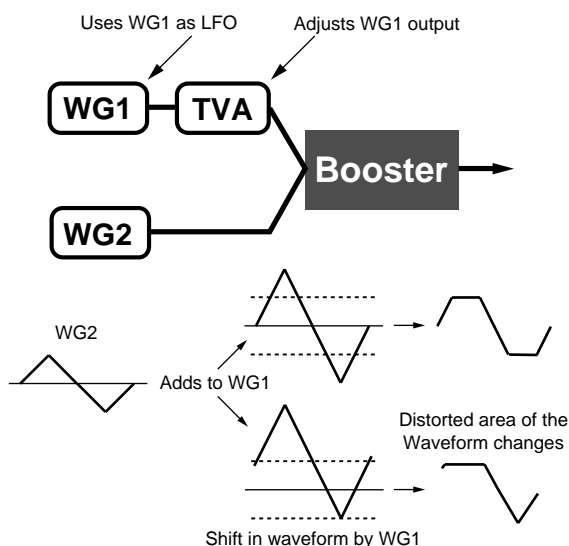 Uses WG1 as LFO
Adjusts WG1 output
WG1
TVA
Booster
WG2
WG2
Adds to WG1
Distorted area of the
Waveform changes
Shift in waveform by WG1